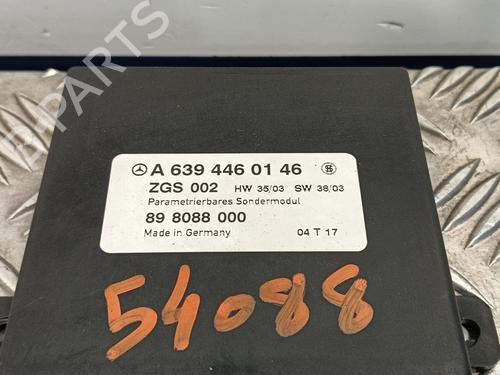 B PARTS
A 639 446 01 46
ZGS 002 HW 35/03 SW 38/03
Parametrierbares Sondermodul
89 8088 000
Made in Germany 04 T 17
54088